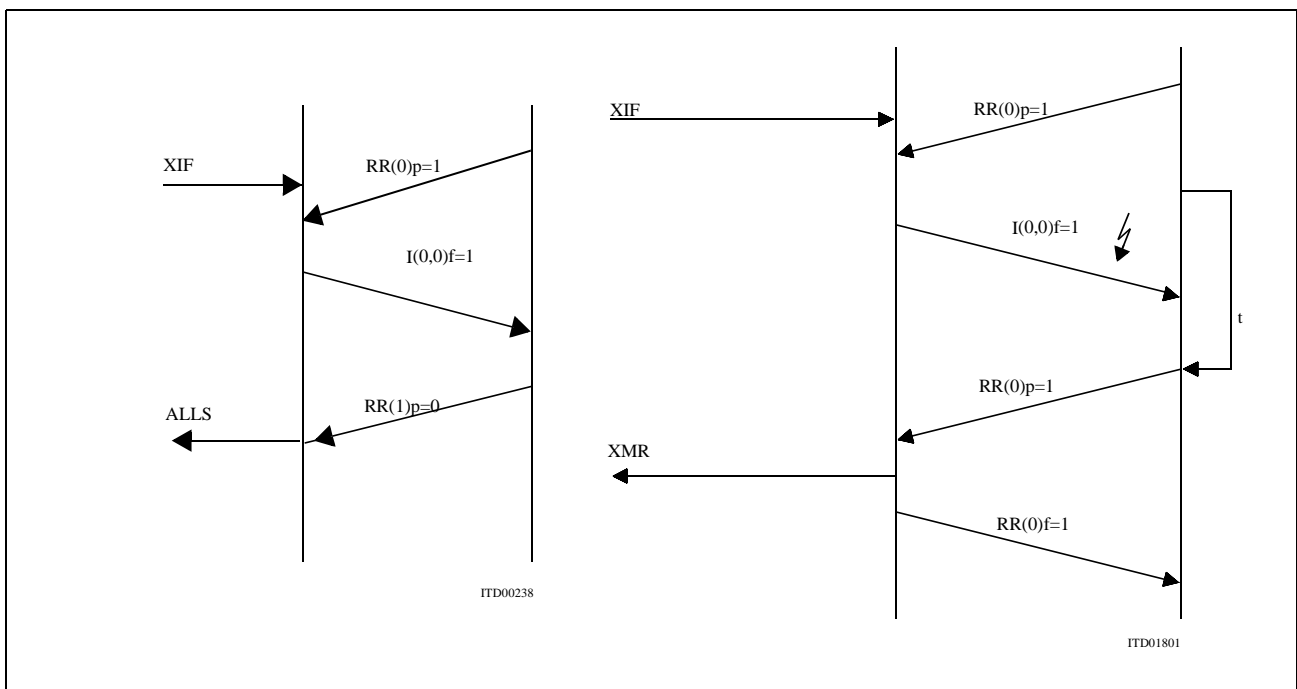 XIF
RR(0)p=1
I(0,0)f=1
RR(1)p=0
ALLS
ITD00238
XIF
RR(0)p=1
I(0,0)f=1
t
RR(0)p=1
XMR
RR(0)f=1
ITD01801